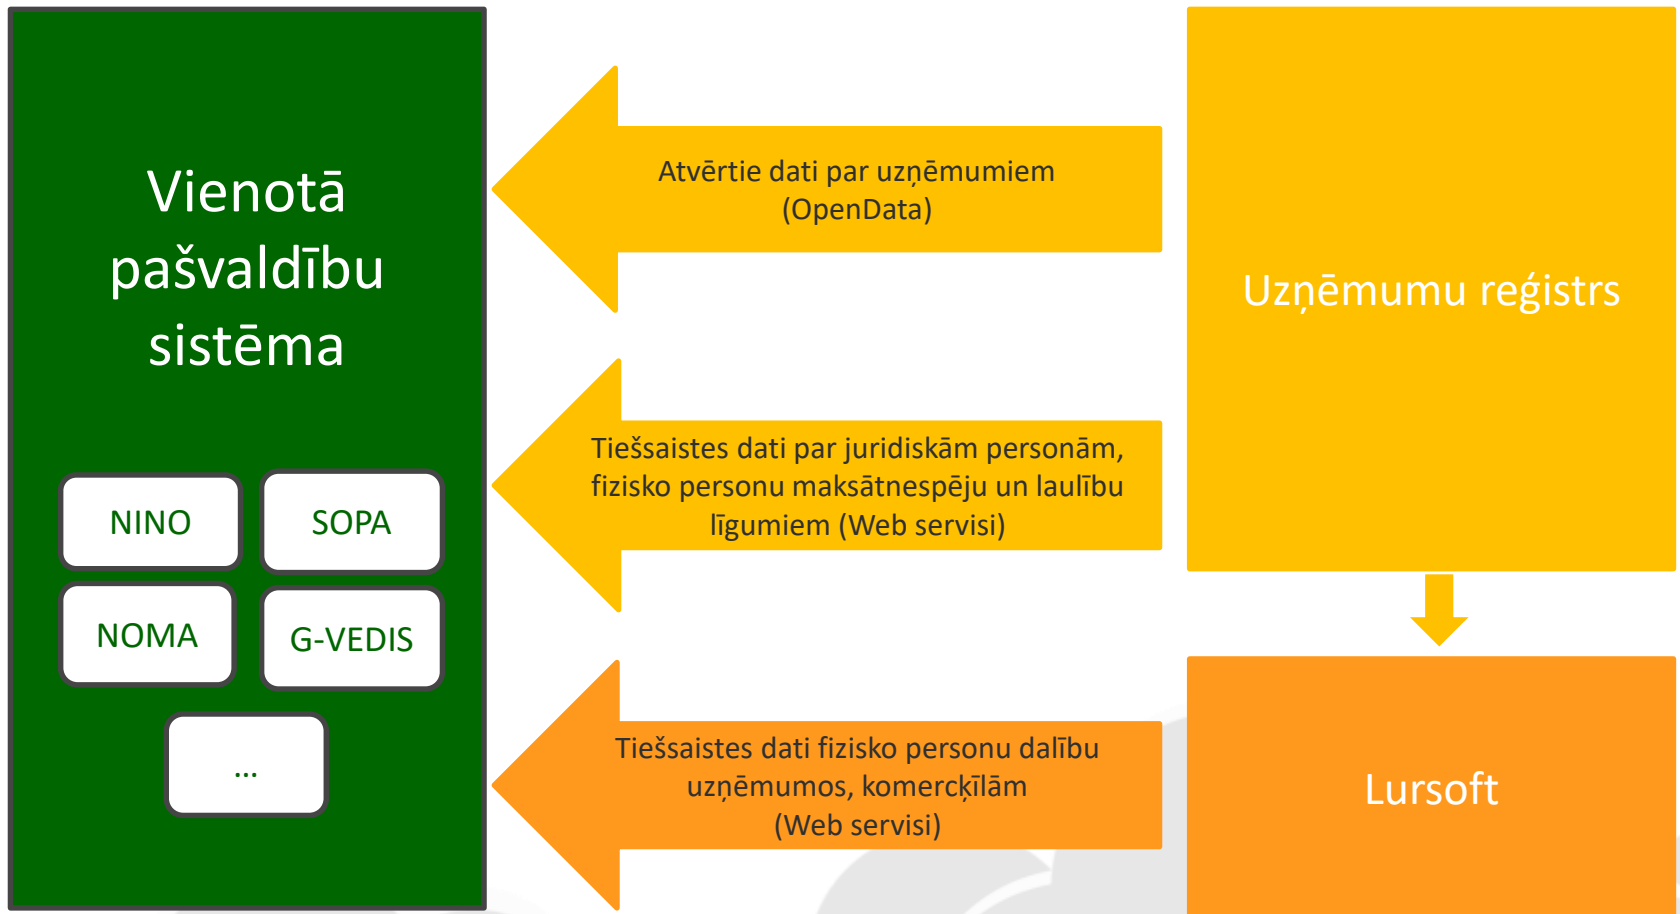 Vienotā
pašvaldību
sistēma
NINO
SOPA
NOMA
G-VEDIS
...
Atvērtie dati par uzņēmumiem
(OpenData)
Tiešsaistes dati par juridiskām personām,
fizisko personu maksātnespēju un laulību
līgumiem (Web servisi)
Tiešsaistes dati fizisko personu dalību
uzņēmumos, komercķīlām
(Web servisi)
Uzņēmumu reģistrs
Lursoft